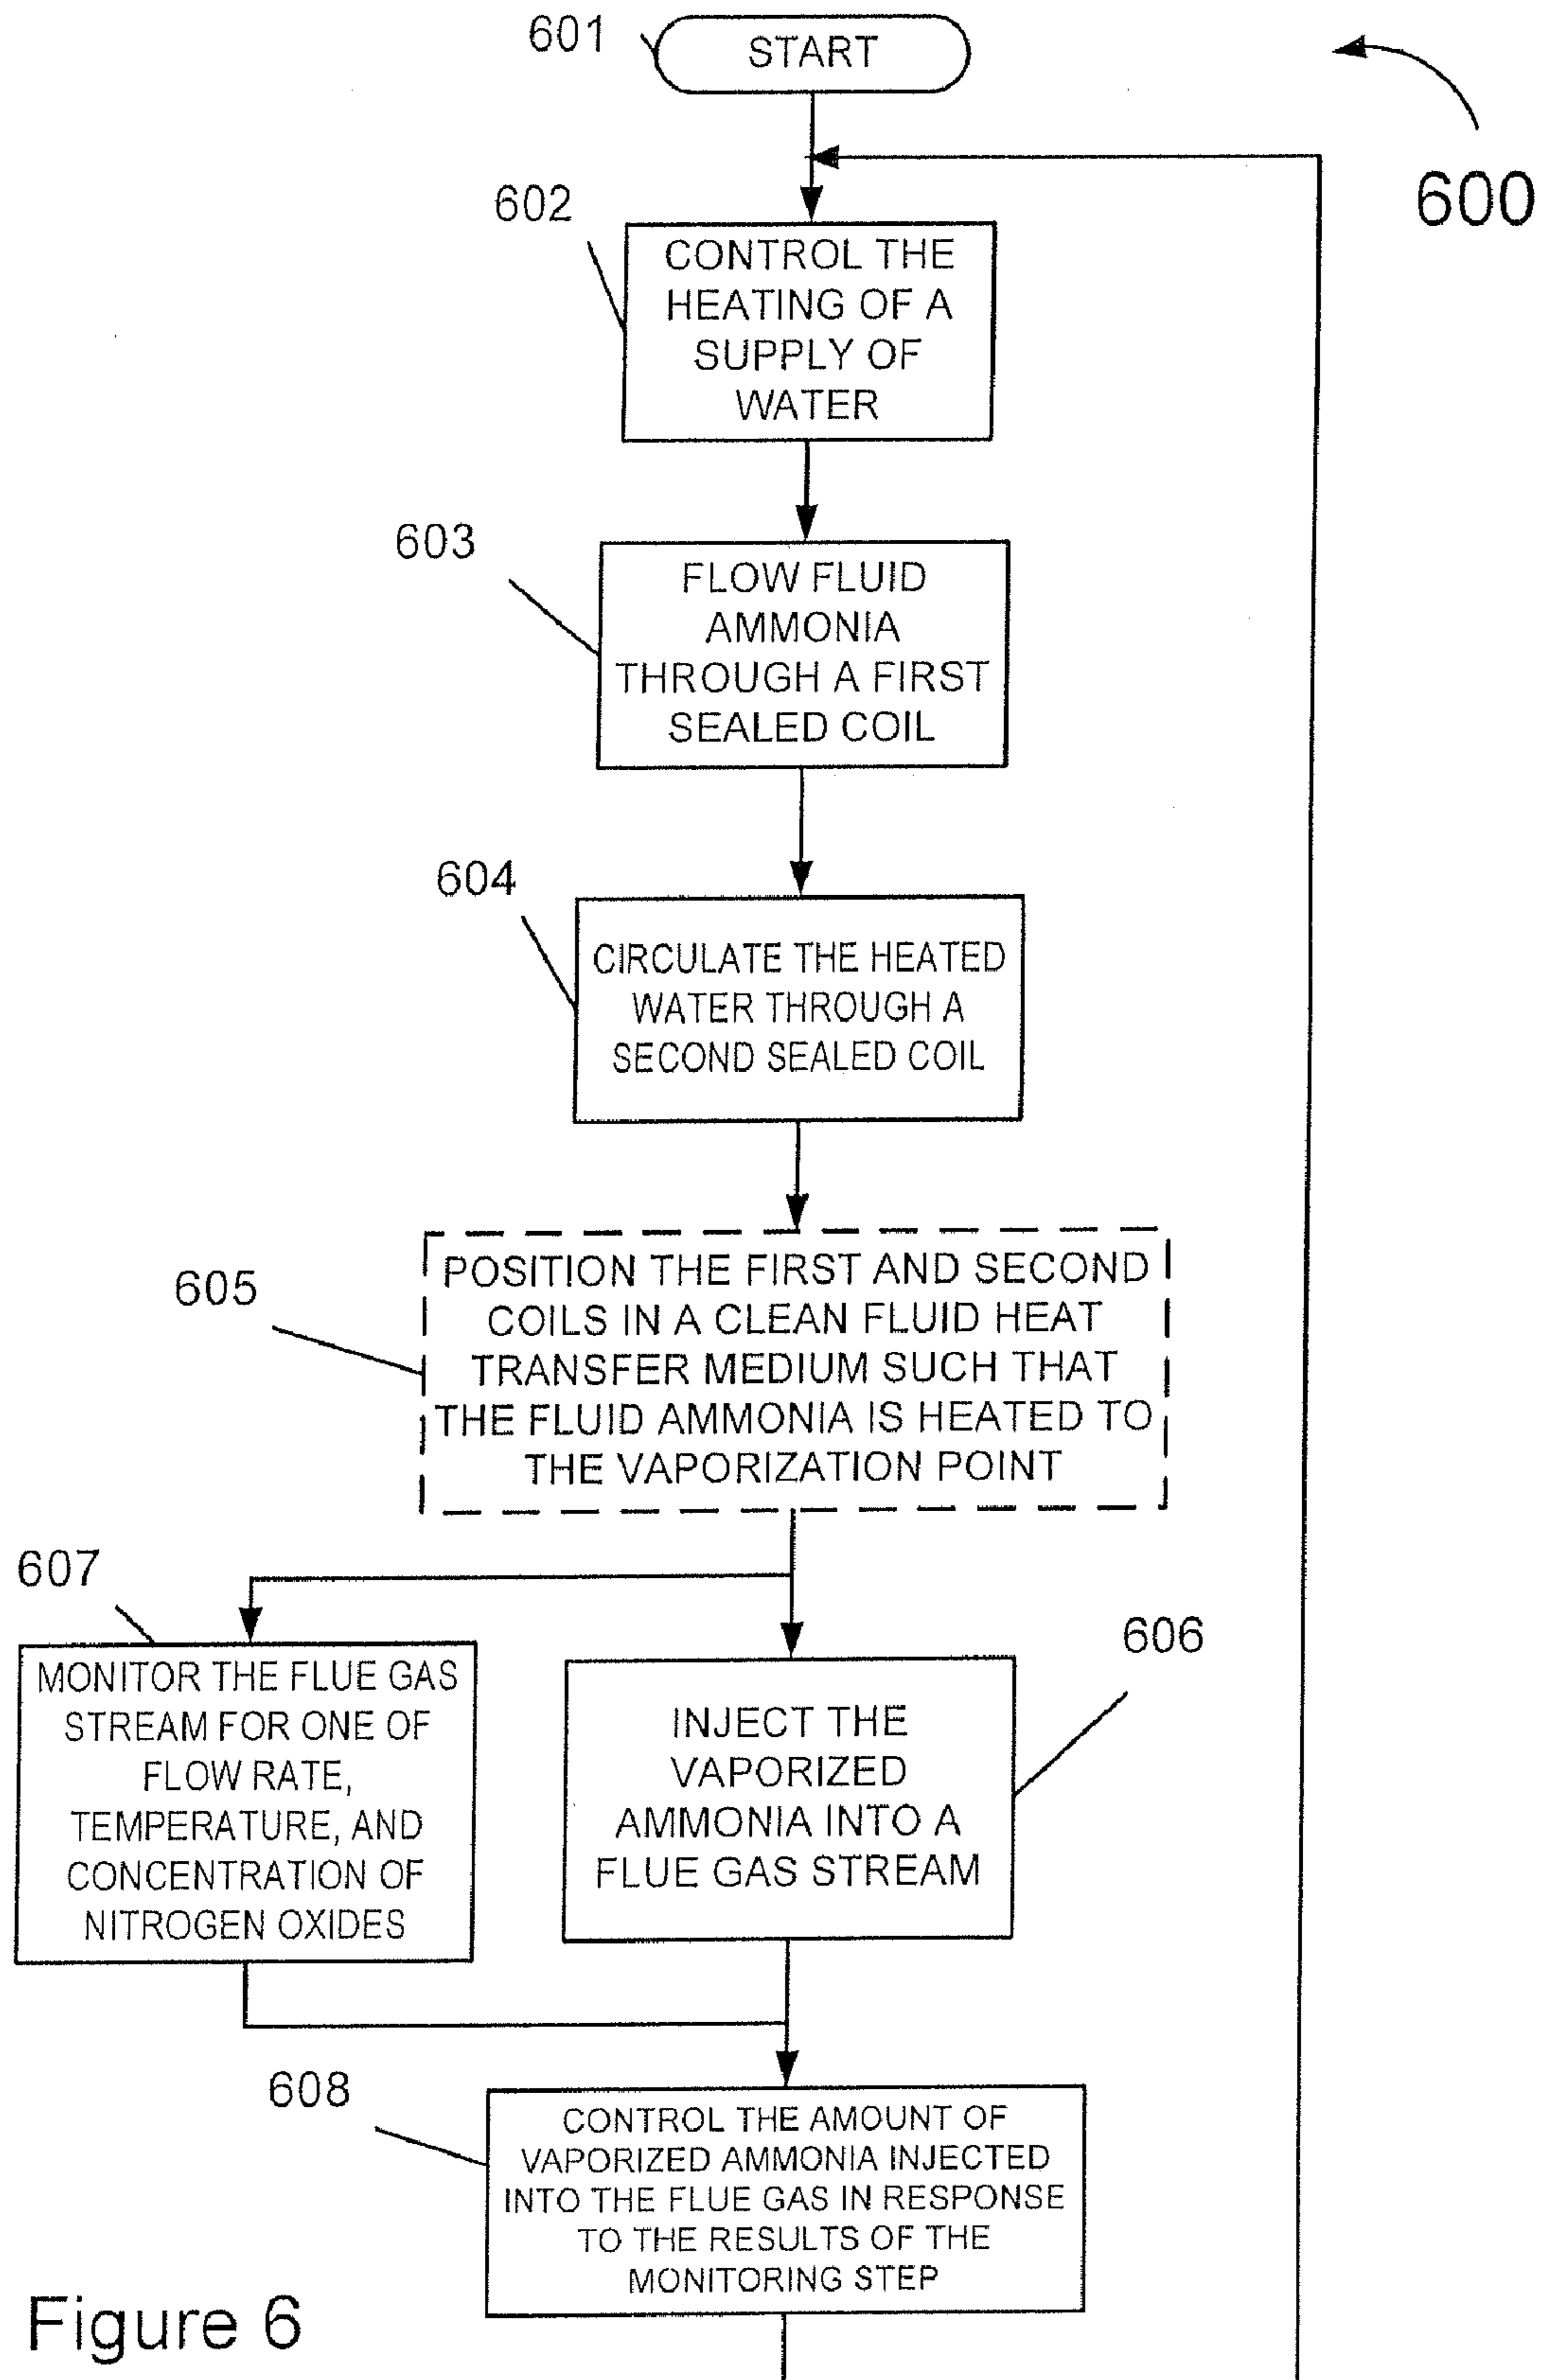 601
START
600
602
CONTROL THE
HEATING OF A
SUPPLY OF
WATER
603
FLOW FLUID
AMMONIA
THROUGH A FIRST
SEALED COIL
604
CIRCULATE THE HEATED
WATER THROUGH A
SECOND SEALED COIL
605
POSITION THE FIRST AND SECOND
COILS IN A CLEAN FLUID HEAT
TRANSFER MEDIUM SUCH THAT
THE FLUID AMMONIA IS HEATED TO
THE VAPORIZATION POINT
607
MONITOR THE FLUE GAS
STREAM FOR ONE OF
FLOW RATE,
TEMPERATURE, AND
CONCENTRATION OF
NITROGEN OXIDES
606
INJECT THE
VAPORIZED
AMMONIA INTO A
FLUE GAS STREAM
608
CONTROL THE AMOUNT OF
VAPORIZED AMMONIA INJECTED
INTO THE FLUE GAS IN RESPONSE
TO THE RESULTS OF THE
MONITORING STEP
Figure 6